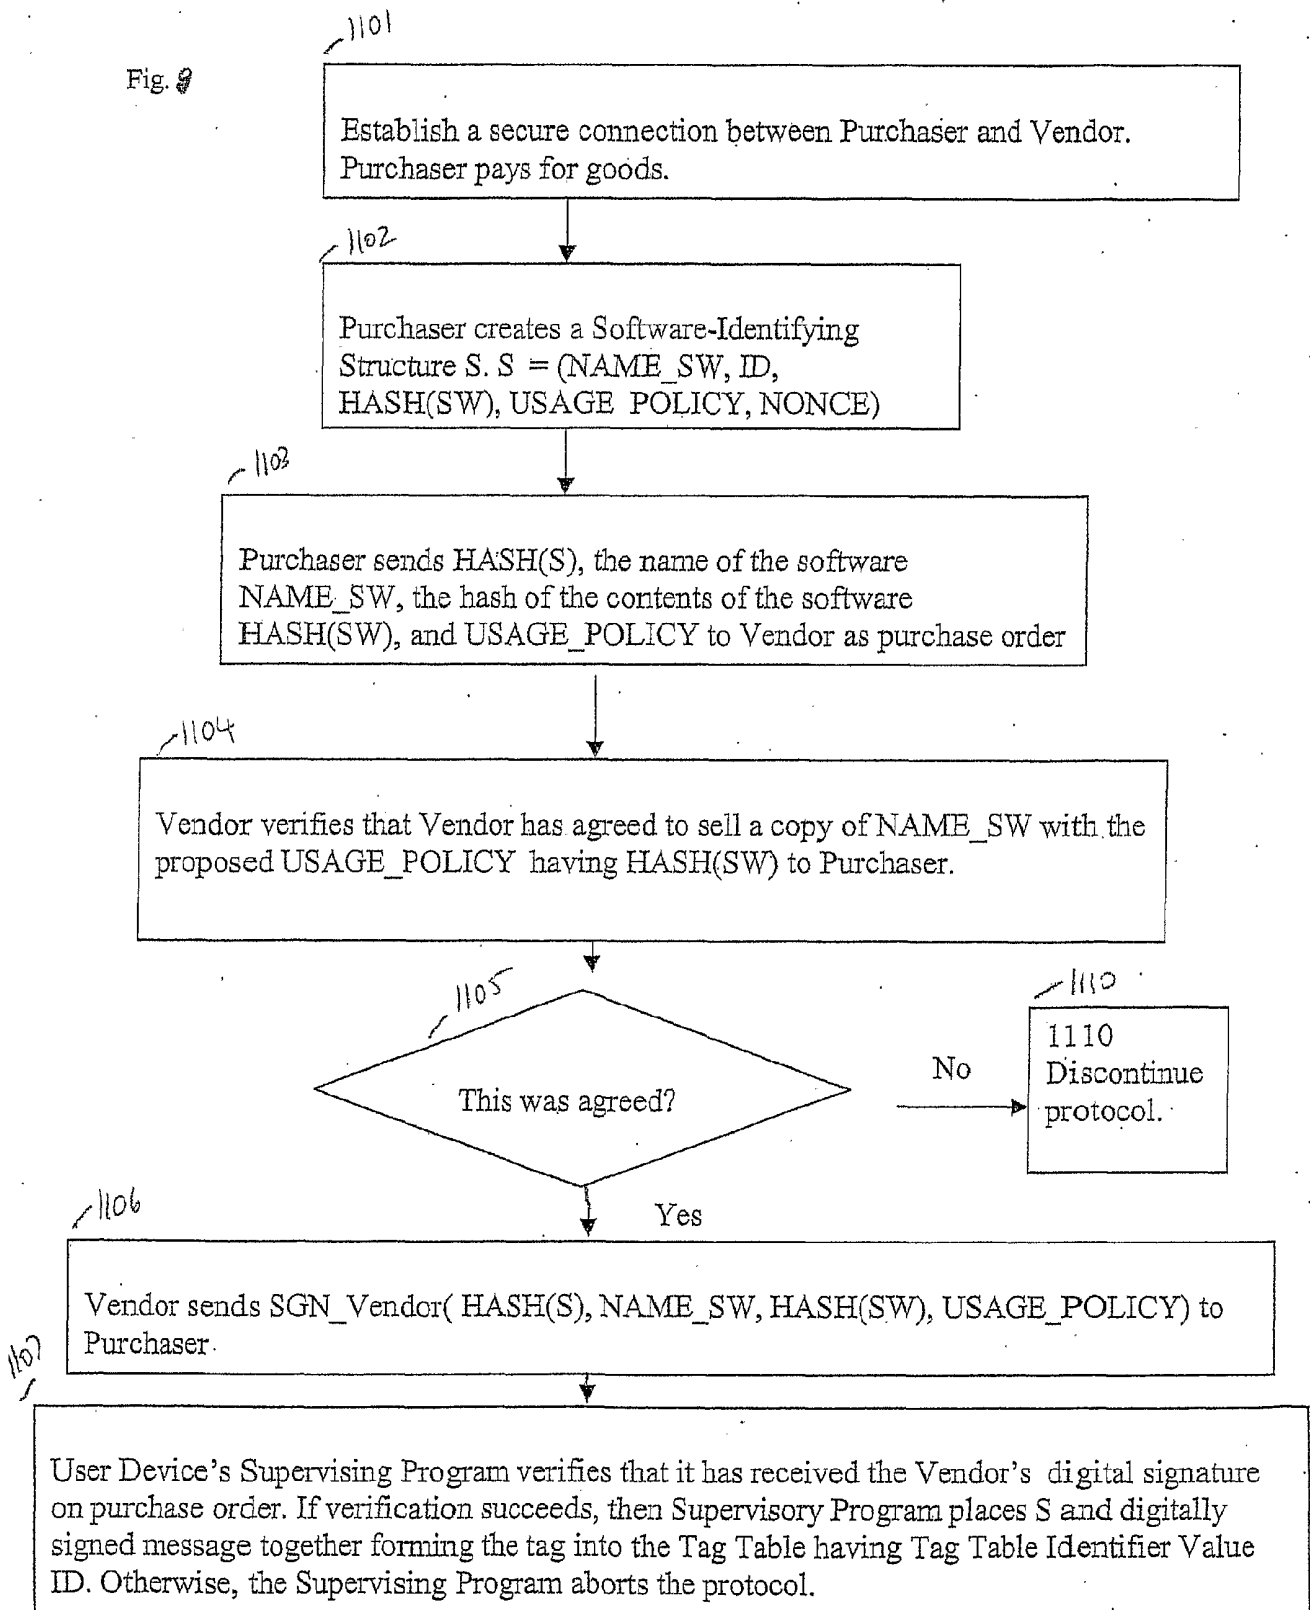 1101
Fig. 9
Establish a secure connection between Purchaser and Vendor.
Purchaser pays for goods.
1102
Purchaser creates a Software-Identifying
Structure S. S = (NAME_SW, ID,
HASH(SW), USAGE POLICY, NONCE)
1103
Purchaser sends HASH(S), the name of the software
NAME_SW, the hash of the contents of the software
HASH(SW), and USAGE_POLICY to Vendor as purchase order
1104
Vendor verifies that Vendor has agreed to sell a copy of NAME_SW with the
proposed USAGE_POLICY having HASH(SW) to Purchaser.
1105
This was agreed?
No
1110
1110
Discontinue
protocol.
1106
Yes
Vendor sends SGN_Vendor( HASH(S), NAME_SW, HASH(SW), USAGE_POLICY) to
Purchaser.
1107
User Device's Supervising Program verifies that it has received the Vendor's digital signature
on purchase order. If verification succeeds, then Supervisory Program places S and digitally
signed message together forming the tag into the Tag Table having Tag Table Identifier Value
ID. Otherwise, the Supervising Program aborts the protocol.